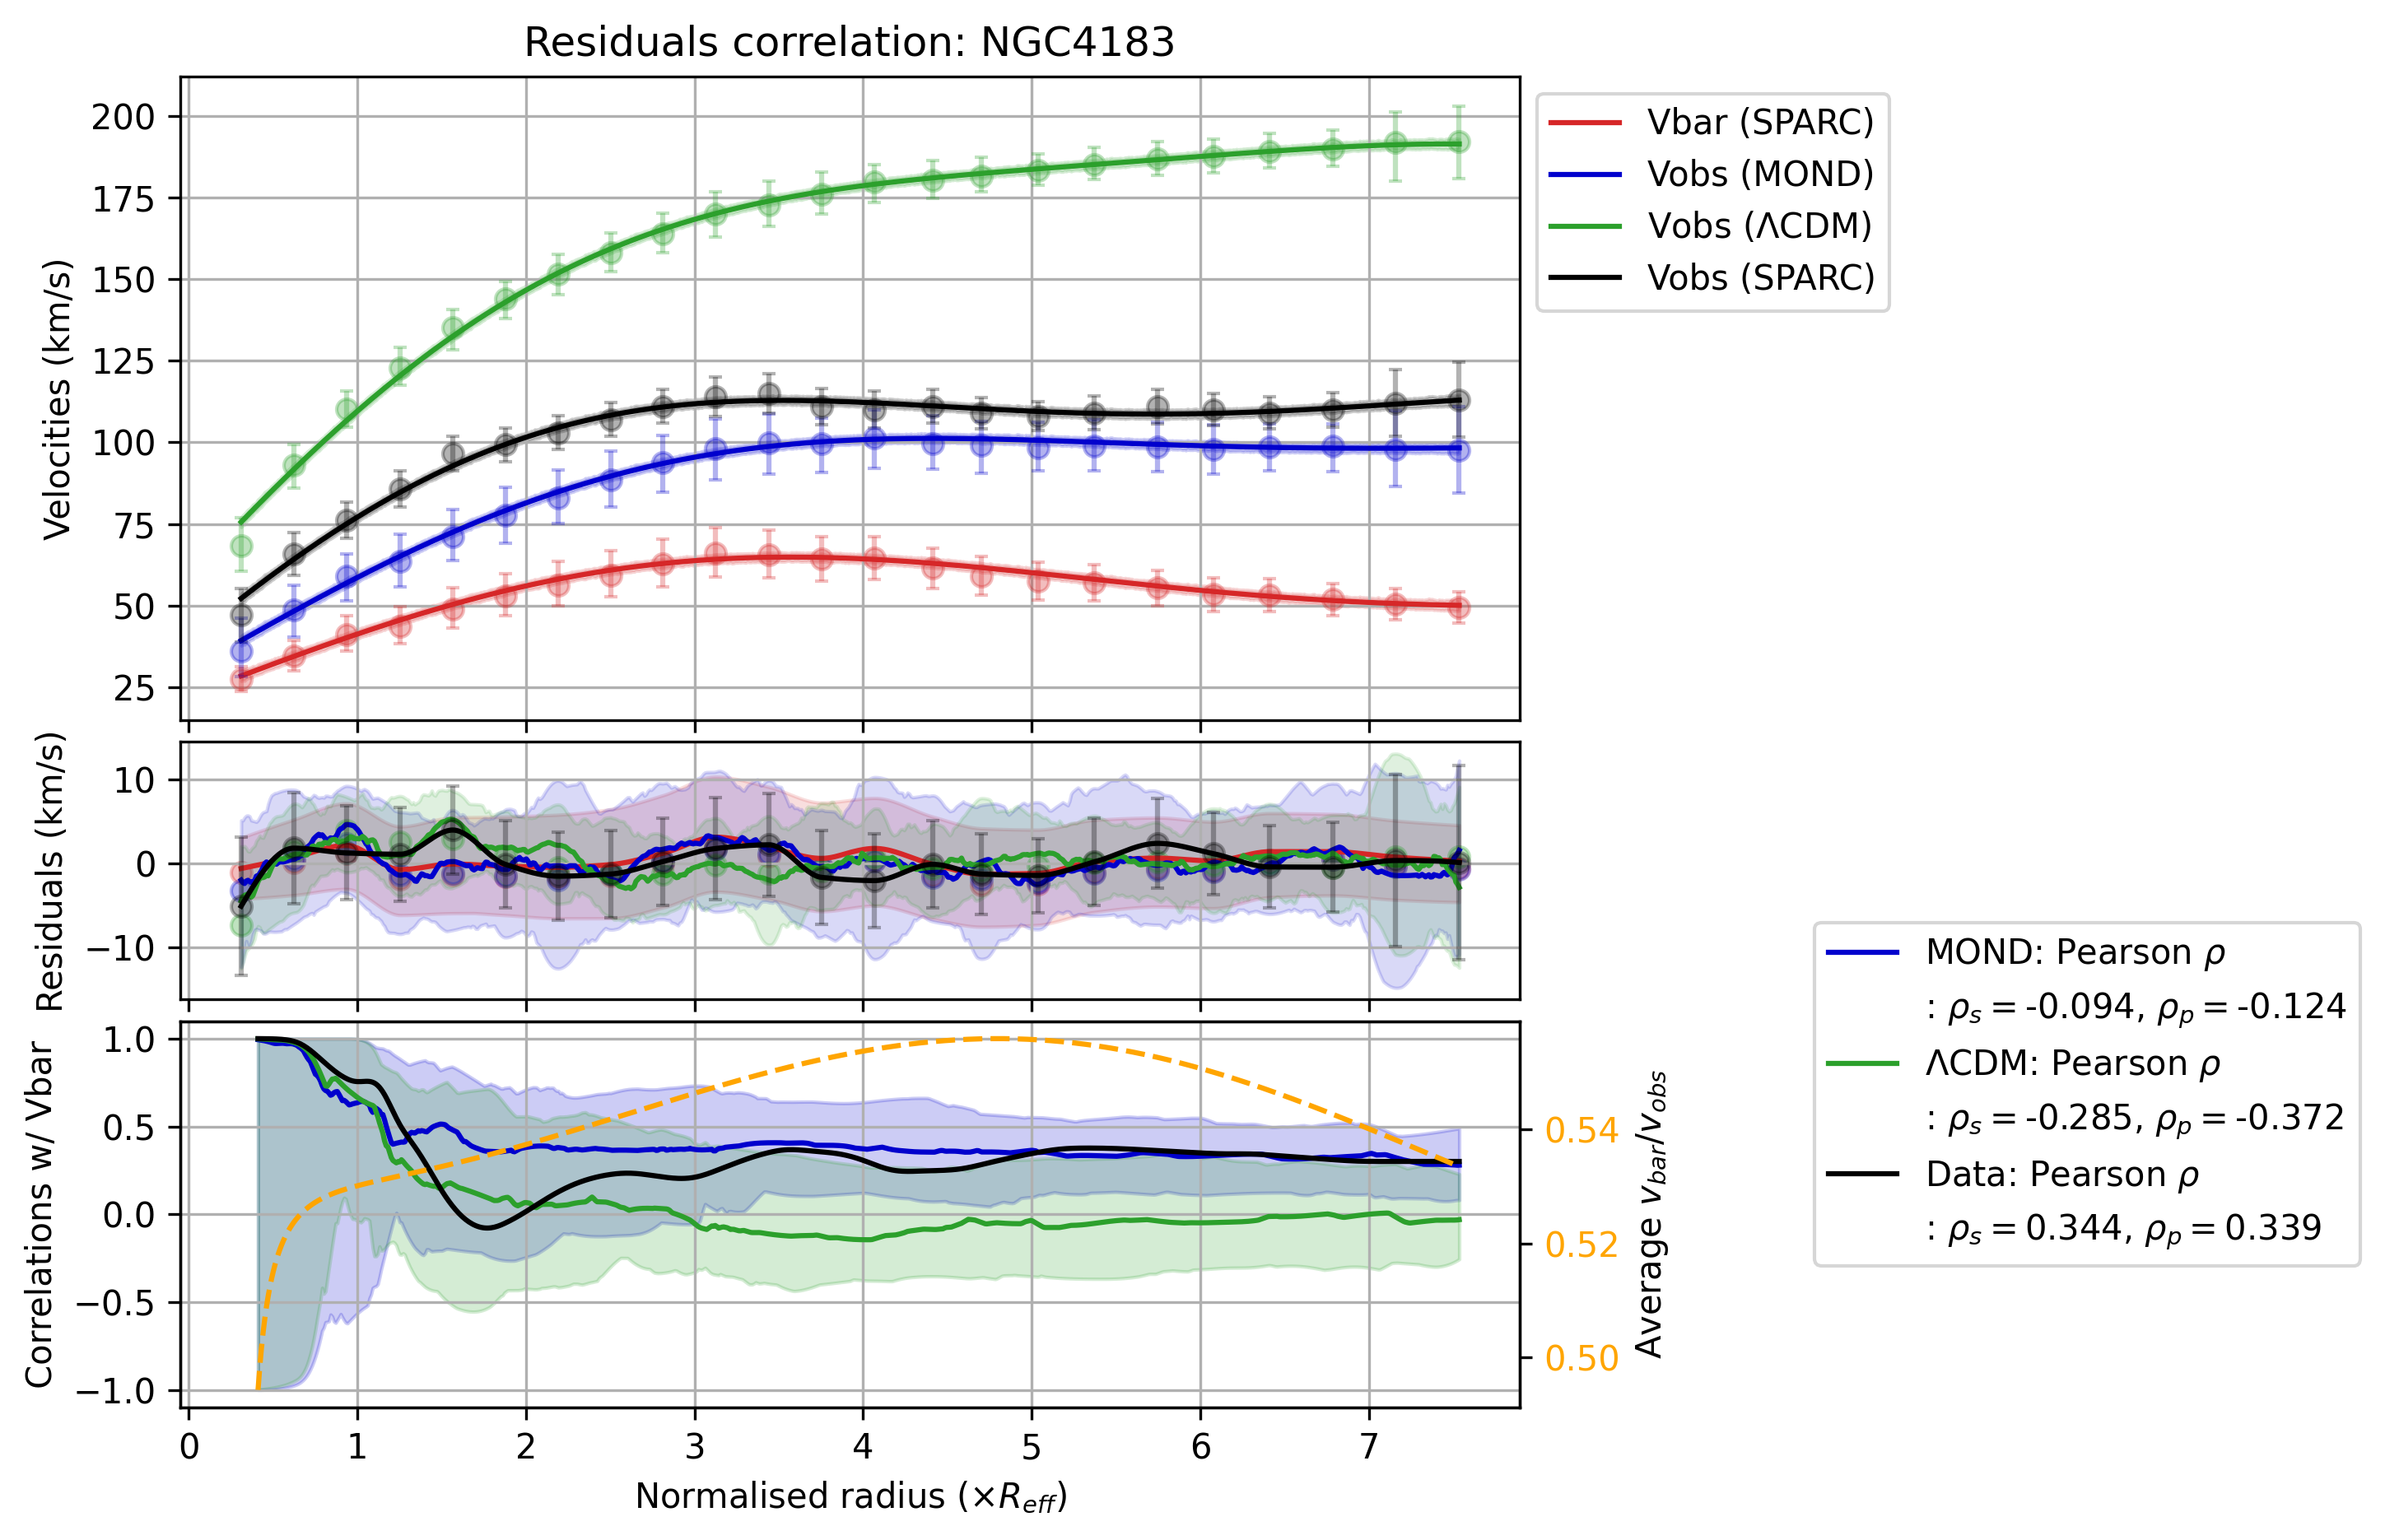 Residuals correlation: NGC4183
Velocities (km/s)
200
175
150
125
100
75
50
25
Vbar (SPARC)
Vobs (MOND)
Vobs (ΛCDM)
Vobs (SPARC)
Residuals (km/s)
10
0
−10
Correlations w/ Vbar
1.0
0.5
0.0
−0.5
−1.0
0.54
0.52
0.50
Average v_bar/v_obs
MOND: Pearson ρ
: ρ_s = -0.094, ρ_p = -0.124
ΛCDM: Pearson ρ
: ρ_s = -0.285, ρ_p = -0.372
Data: Pearson ρ
: ρ_s = 0.344, ρ_p = 0.339
0 1 2 3 4 5 6 7
Normalised radius (×R_eff)